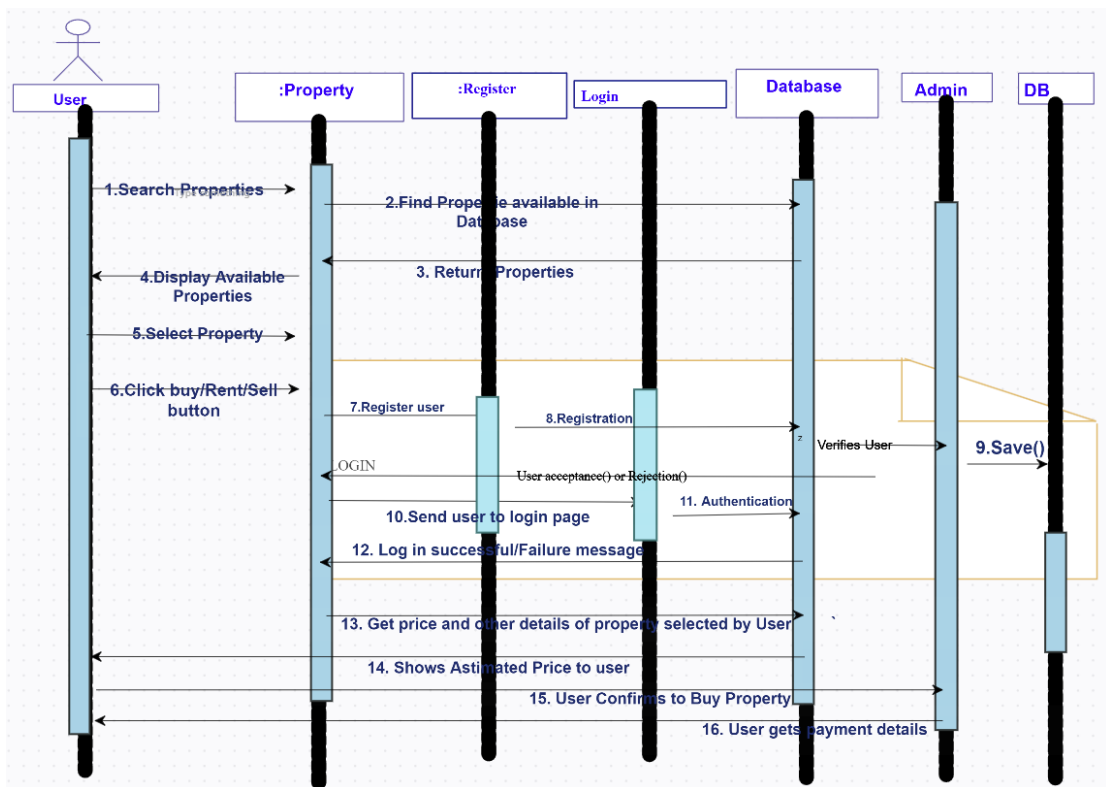 User
:Property
:Register
Login
Database
Admin
DB
1.Search Properties
2.Find Propertie available in
Database
3. Return Properties
4.Display Available
Properties
5.Select Property
6.Click buy/Rent/Sell
button
7.Register user
8.Registration
z
Verifies User
9.Save()
LOGIN
User acceptance() or Rejection()
10.Send user to login page
11. Authentication
12. Log in successful/Failure message
13. Get price and other details of property selected by User
14. Shows Astimated Price to user
15. User Confirms to Buy Property
16. User gets payment details